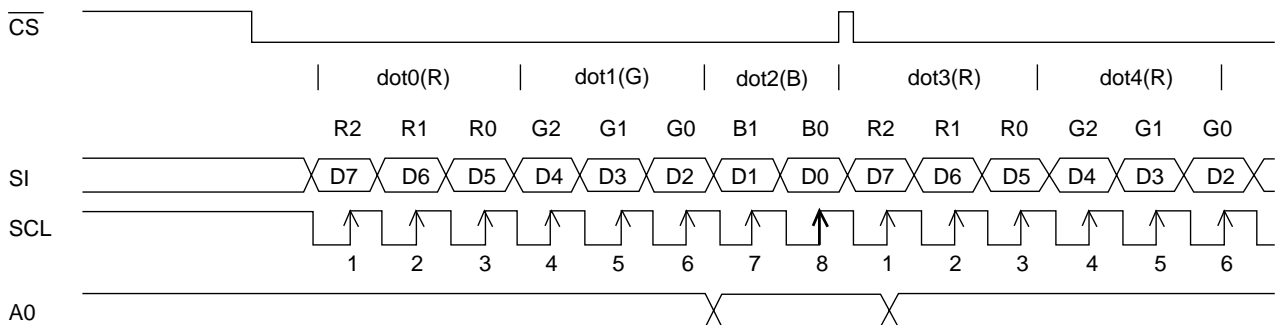 CS
dot0(R) dot1(G) dot2(B) dot3(R) dot4(R)
R2 R1 R0 G2 G1 G0 B1 B0 R2 R1 R0 G2 G1 G0
SI D7 D6 D5 D4 D3 D2 D1 D0 D7 D6 D5 D4 D3 D2
SCL
1 2 3 4 5 6 7 8 1 2 3 4 5 6
A0